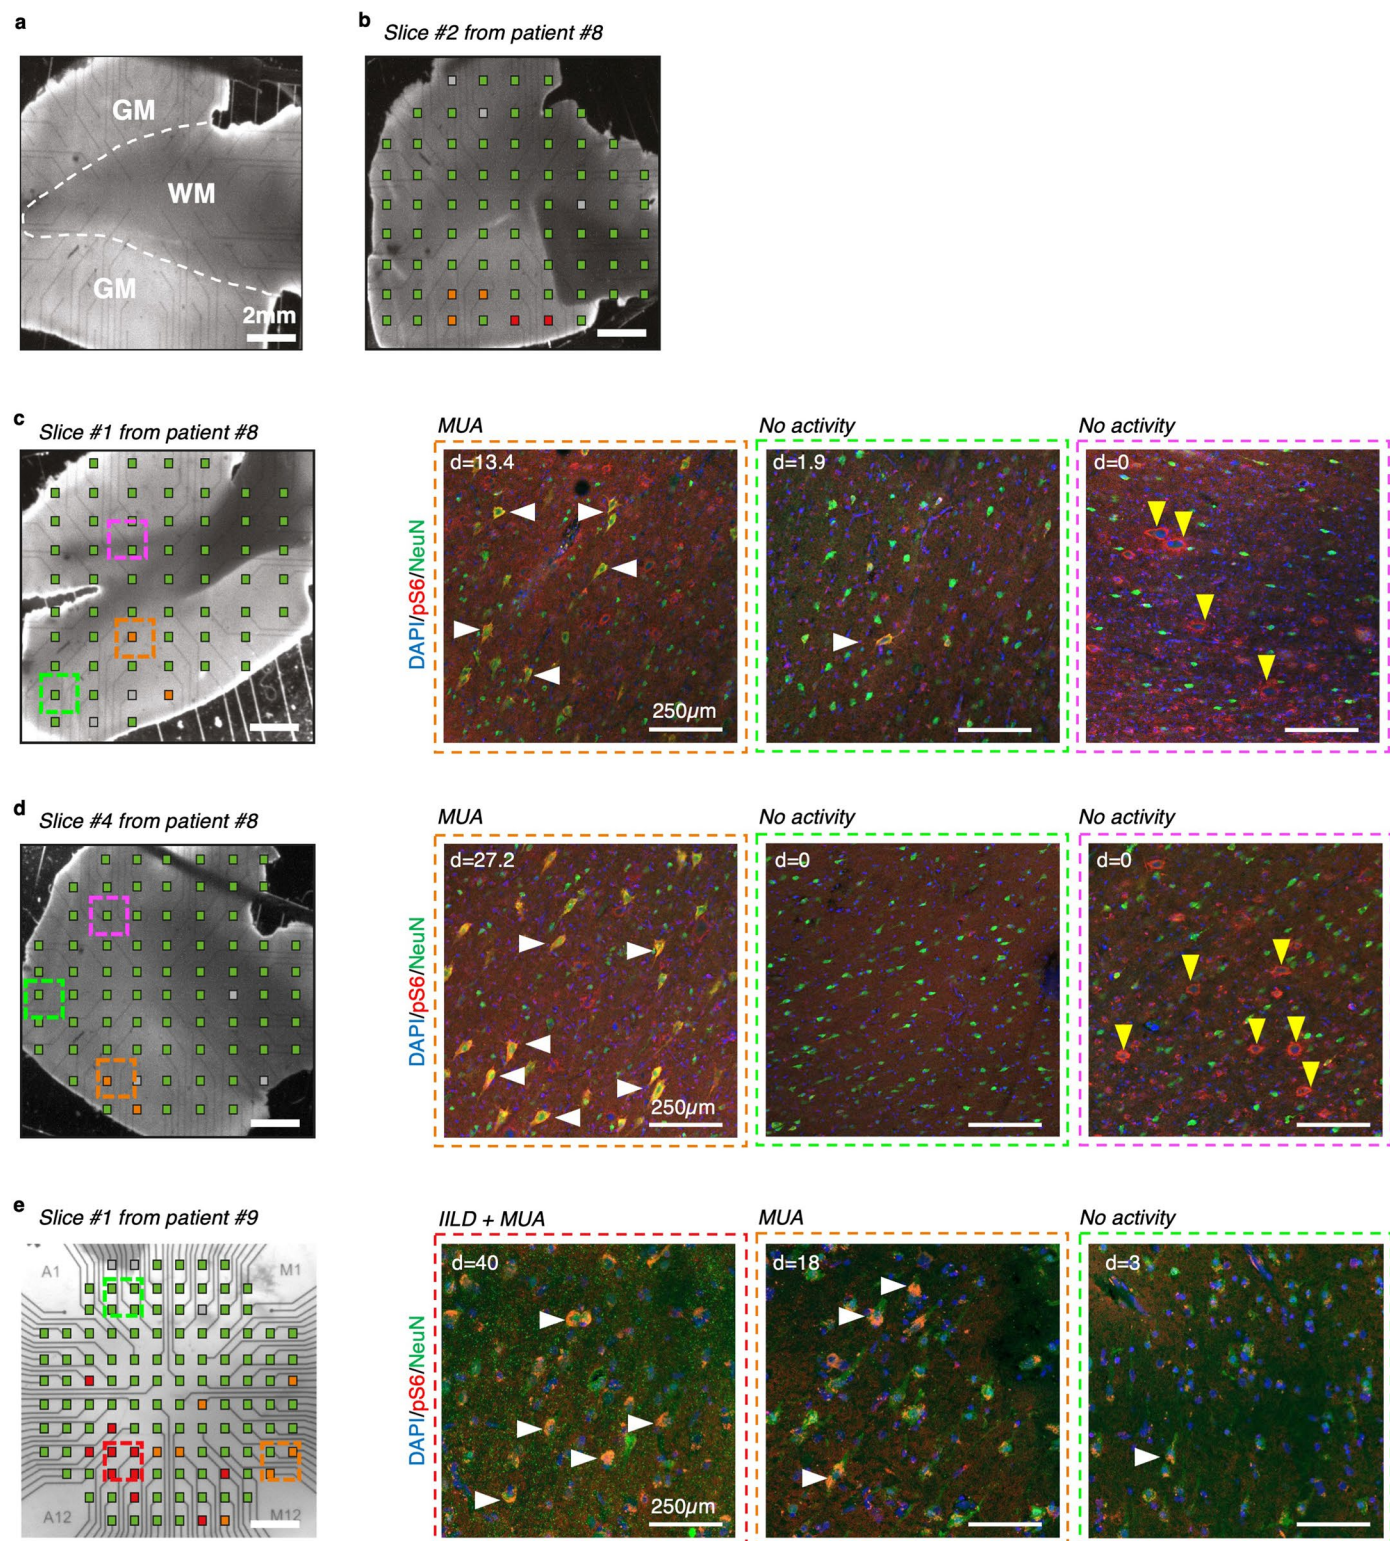 a
GM
WM
GM
2mm
b
Slice #2 from patient #8
c
Slice #1 from patient #8
MUA
No activity
No activity
DAPI/pS6/NeuN
d=13.4
250µm
d=1.9
d=0
d
Slice #4 from patient #8
MUA
No activity
No activity
DAPI/pS6/NeuN
d=27.2
250µm
d=0
d=0
e
Slice #1 from patient #9
A1
M1
A12
M12
IILD + MUA
MUA
No activity
DAPI/pS6/NeuN
d=40
250µm
d=18
d=3